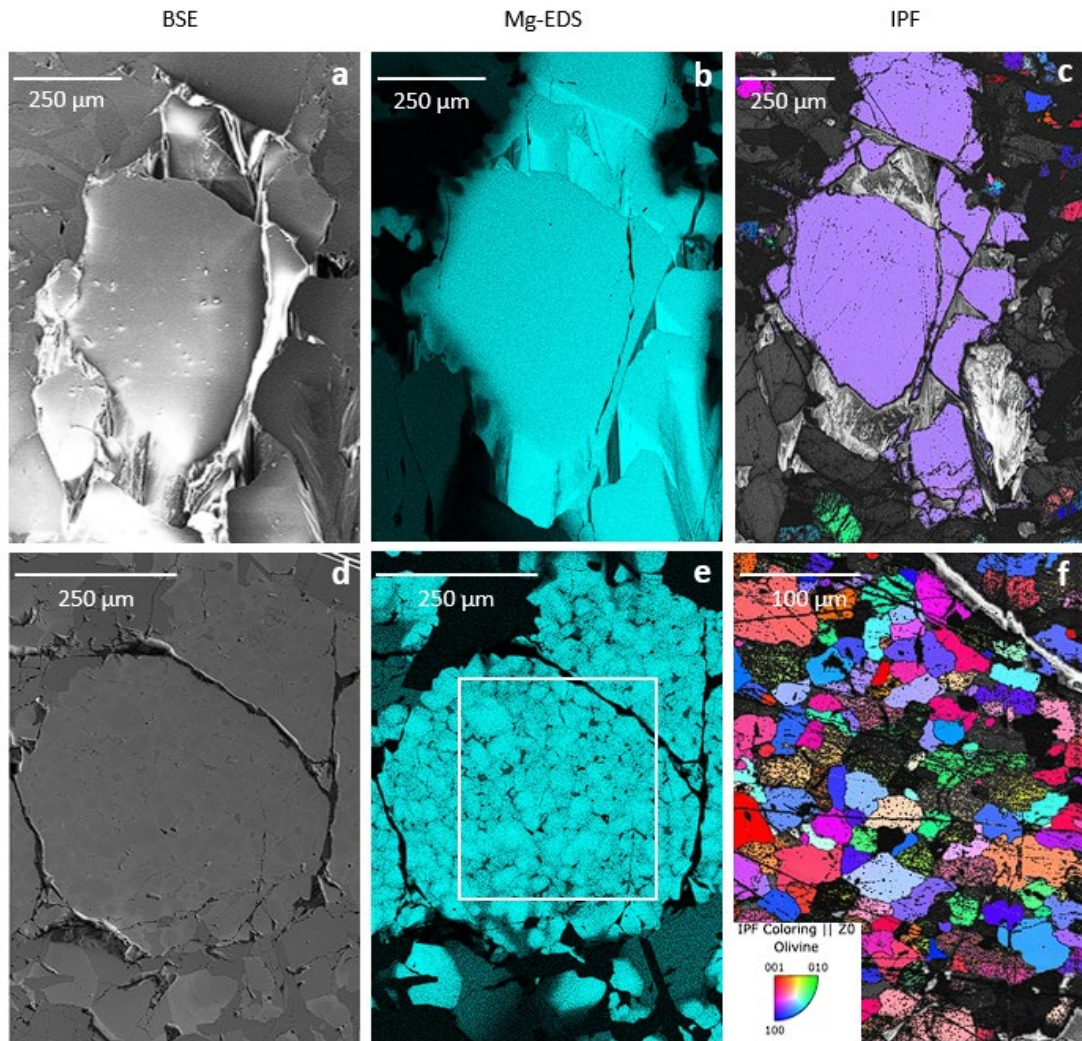 BSE Mg-EDS IPF
a
250 µm
b
250 µm
c
250 µm
d
250 µm
e
250 µm
f
100 µm
IPF Coloring || Z0
Olivine
001 010
100